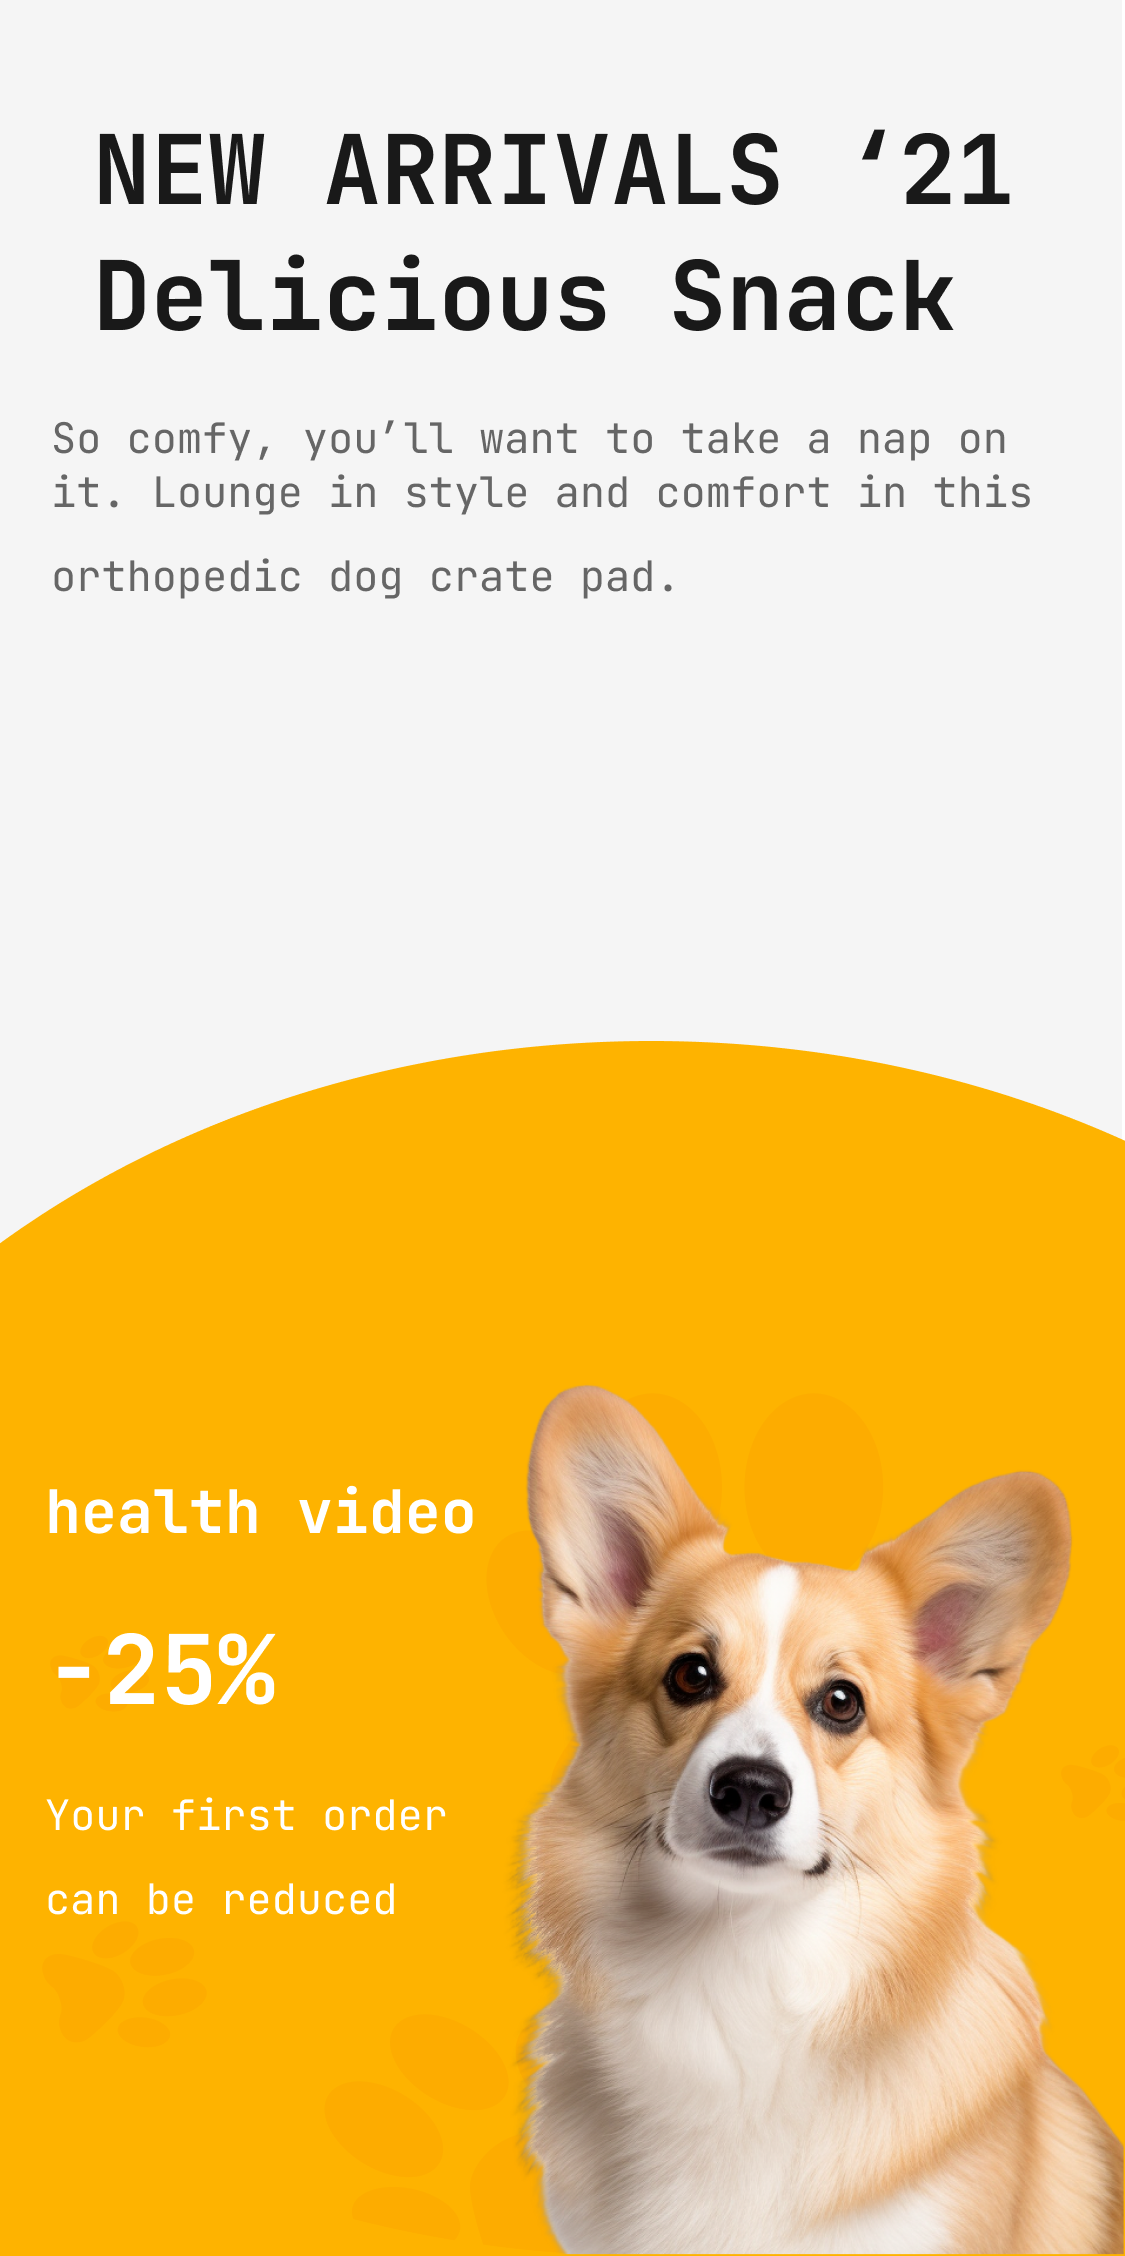 NEW ARRIVALS ‘21
Delicious Snack
So comfy, you’ll want to take a nap on
it. Lounge in style and comfort in this
orthopedic dog crate pad.
health video
-25%
Your first order
can be reduced